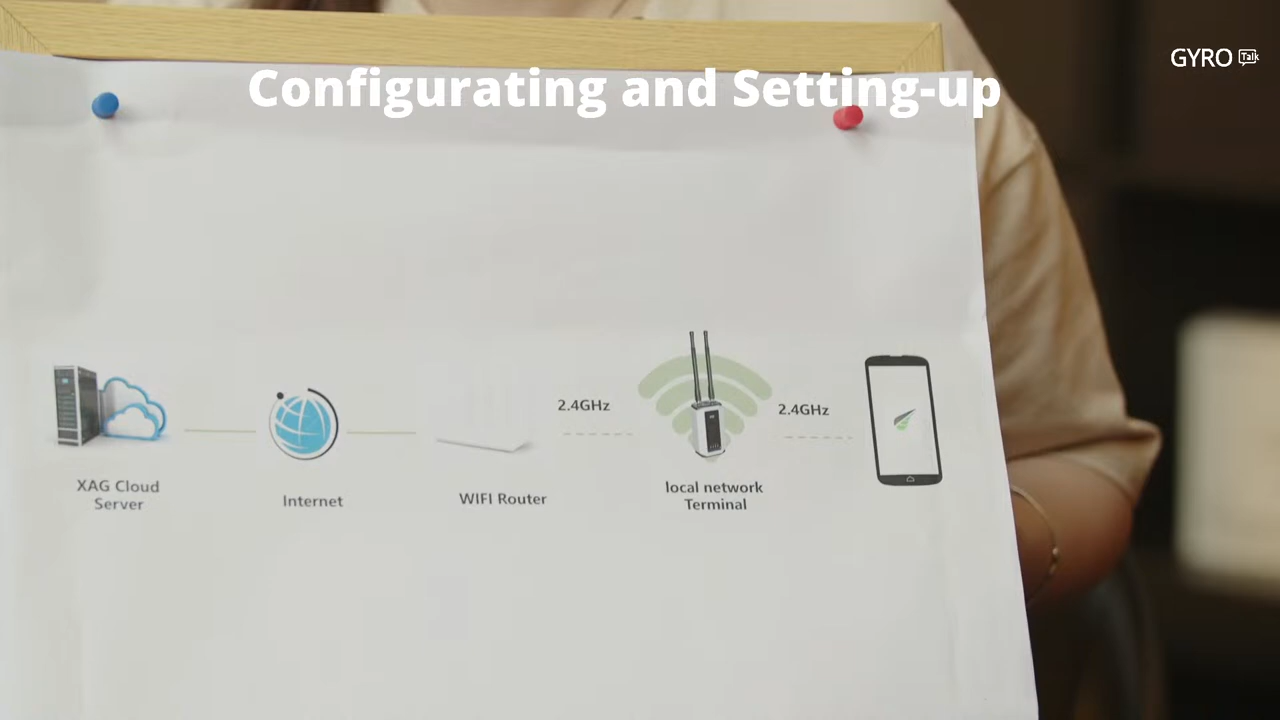 Configurating and Setting-up
GYRO Talk
2.4GHz
2.4GHz
XAG Cloud
Server
Internet
WIFI Router
local network
Terminal